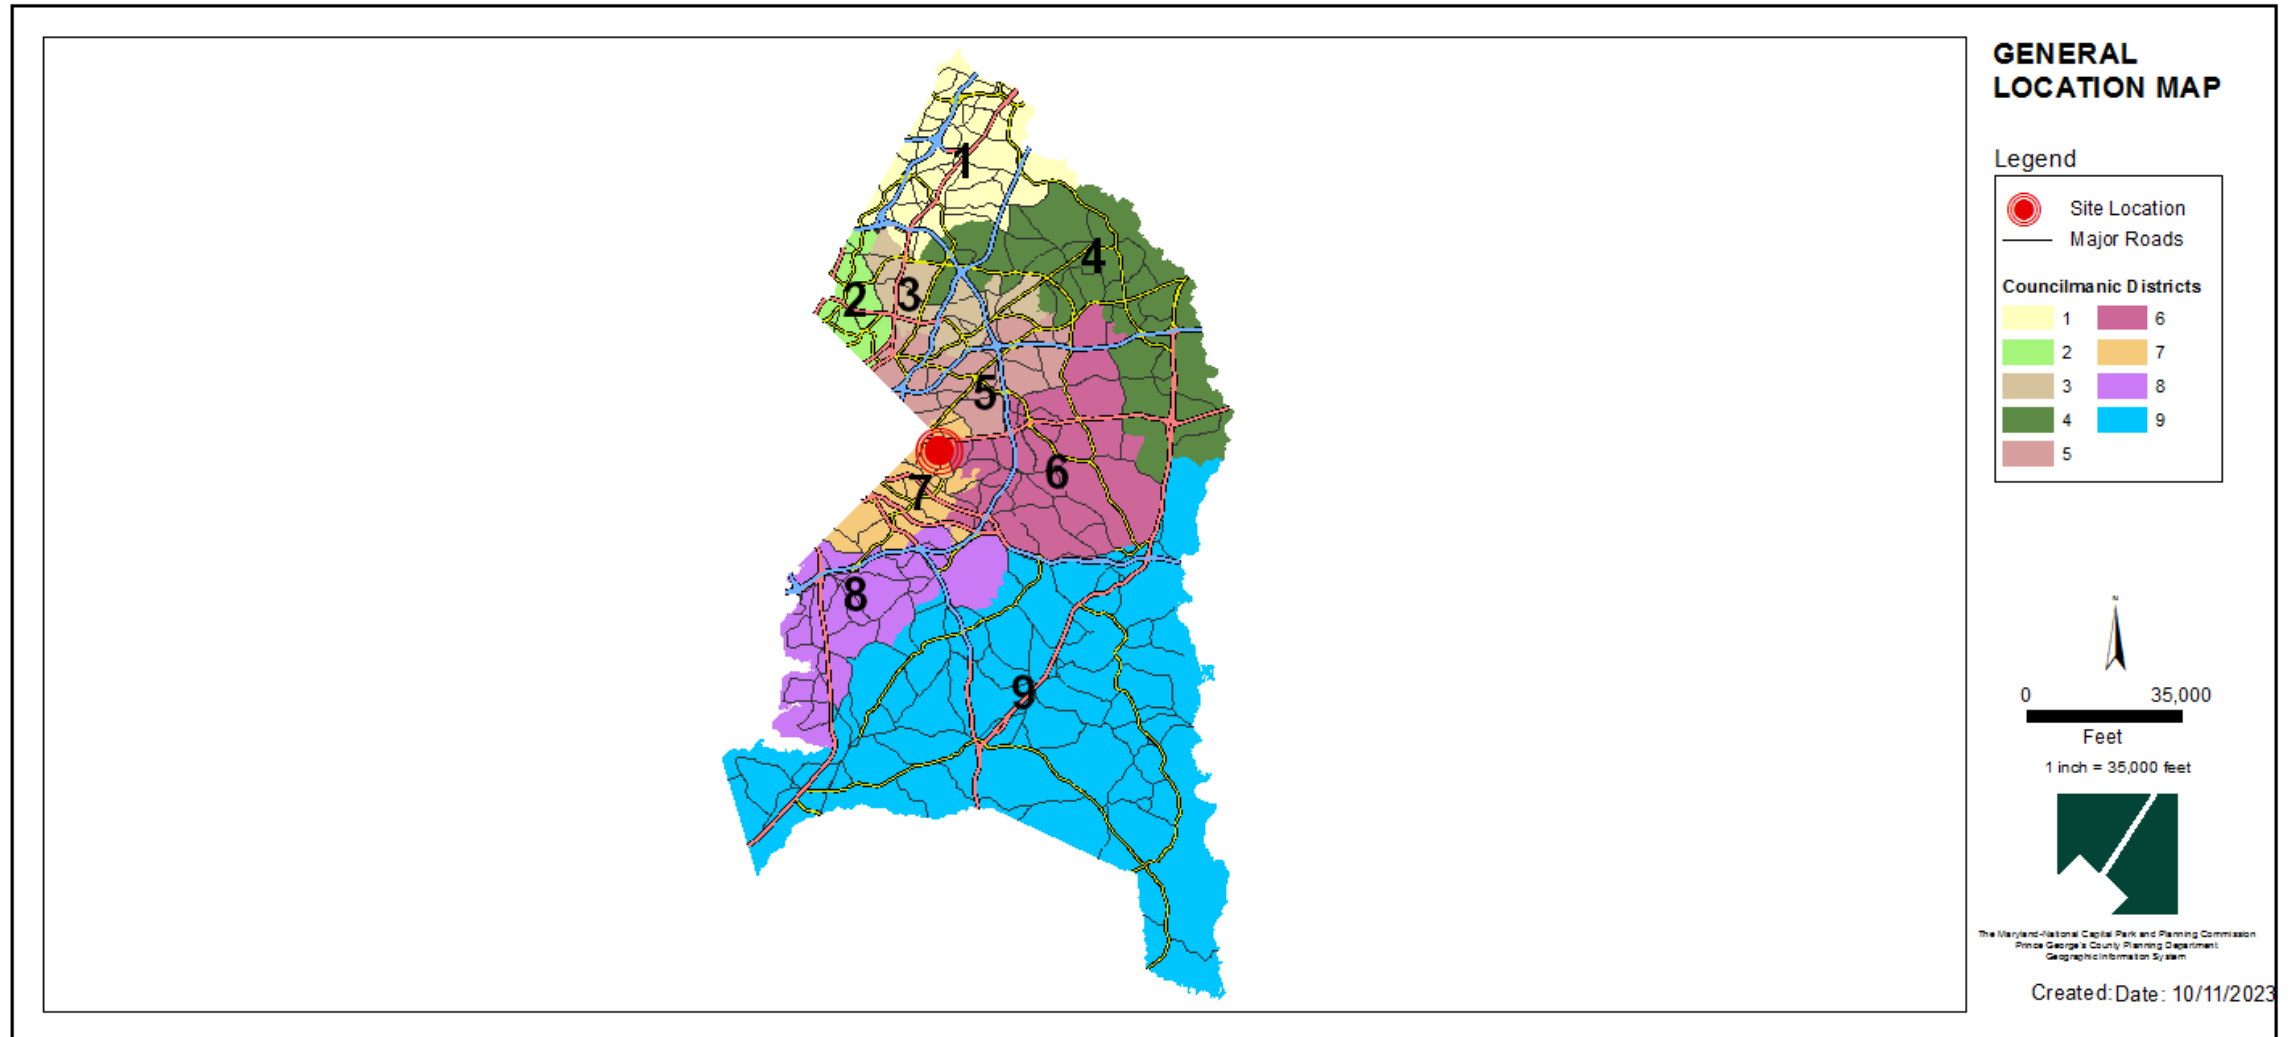 GENERAL
LOCATION MAP
Legend
Site Location
Major Roads
Councilmanic Districts
1 6
2 7
3 8
4 9
5
1
4
2
3
5
6
7
8
9
N
0 35,000
Feet
1 inch = 35,000 feet
The Maryland-National Capital Park and Planning Commission
Prince George's County Planning Department
Geographic Information System
Created: Date: 10/11/2023